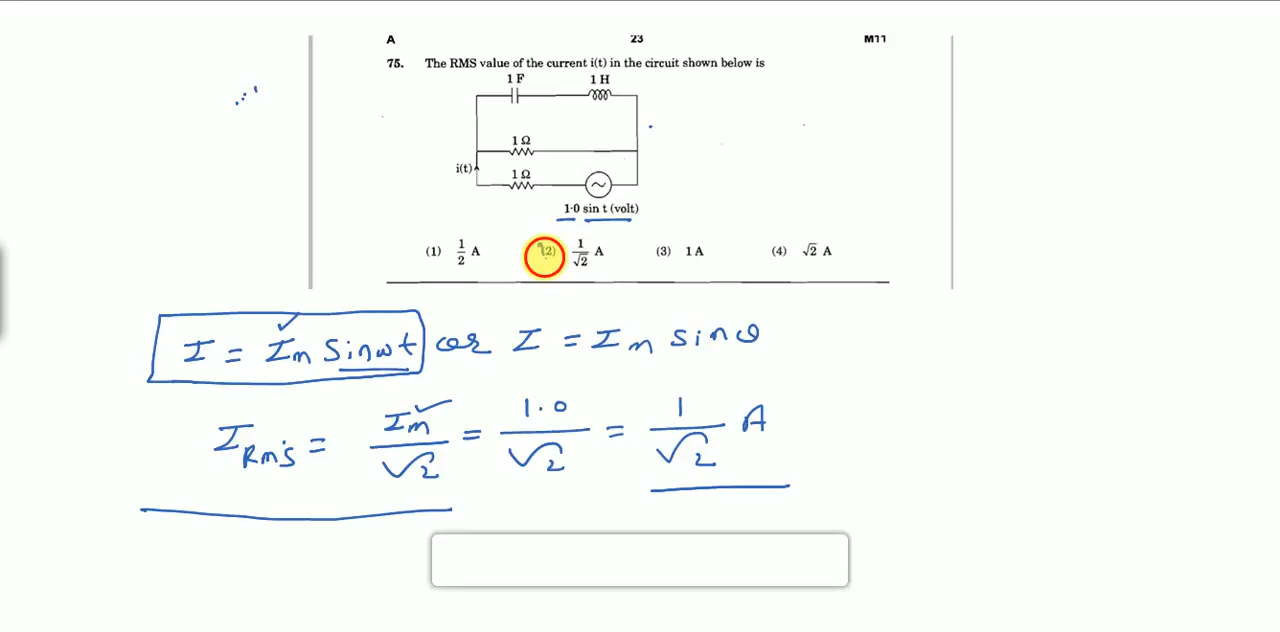 A 23 M11
75. The RMS value of the current i(t) in the circuit shown below is
1 F 1 H
1 Ω
i(t) 1 Ω
1·0 sin t (volt)
(1) 1/2 A (2) 1/√2 A (3) 1 A (4) √2 A
I = Im Sinωt or I = Im sinθ
IRms = Im/√2 = 1.0/√2 = 1/√2 A